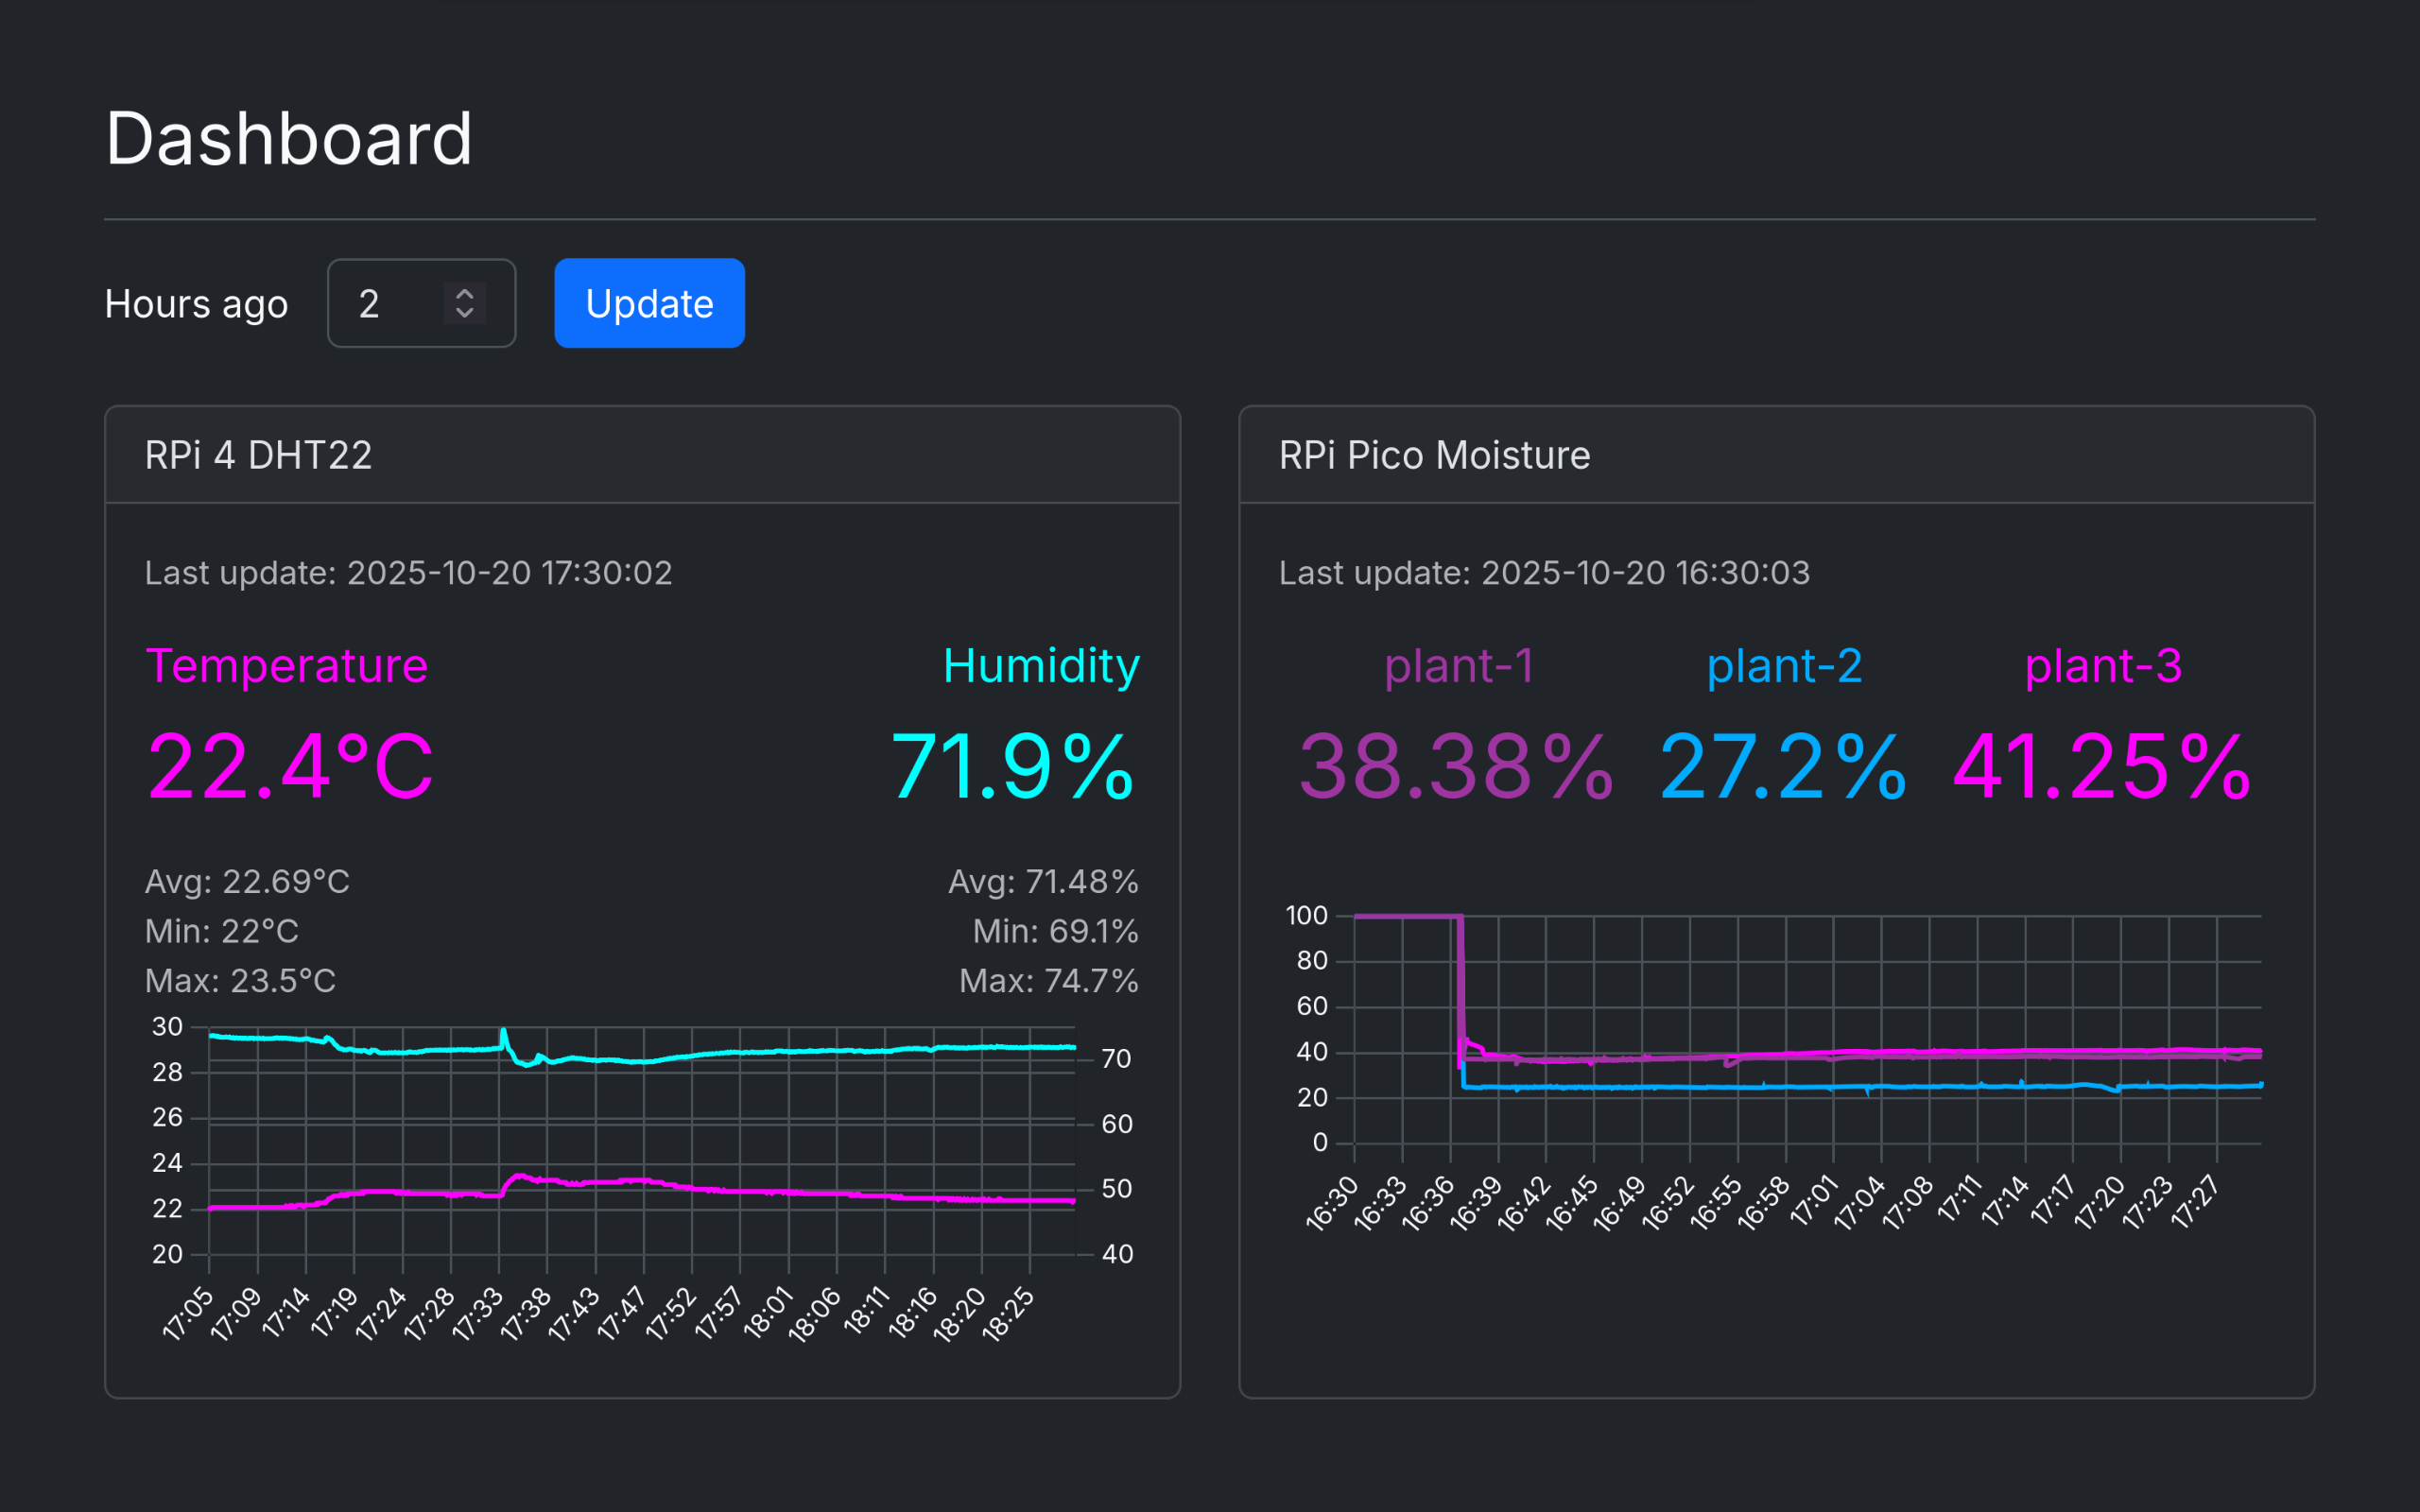 Dashboard
Hours ago 2 Update
RPi 4 DHT22
Last update: 2025-10-20 17:30:02
Temperature Humidity
22.4°C 71.9%
Avg: 22.69°C Avg: 71.48%
Min: 22°C Min: 69.1%
Max: 23.5°C Max: 74.7%
30
28
26
24
22
20
70
60
50
40
17:05 17:09 17:14 17:19 17:24 17:28 17:33 17:38 17:43 17:47 17:52 17:57 18:01 18:06 18:11 18:16 18:20 18:25
RPi Pico Moisture
Last update: 2025-10-20 16:30:03
plant-1 plant-2 plant-3
38.38% 27.2% 41.25%
100
80
60
40
20
0
16:30 16:33 16:36 16:39 16:42 16:45 16:49 16:52 16:55 16:58 17:01 17:04 17:08 17:11 17:14 17:17 17:20 17:23 17:27